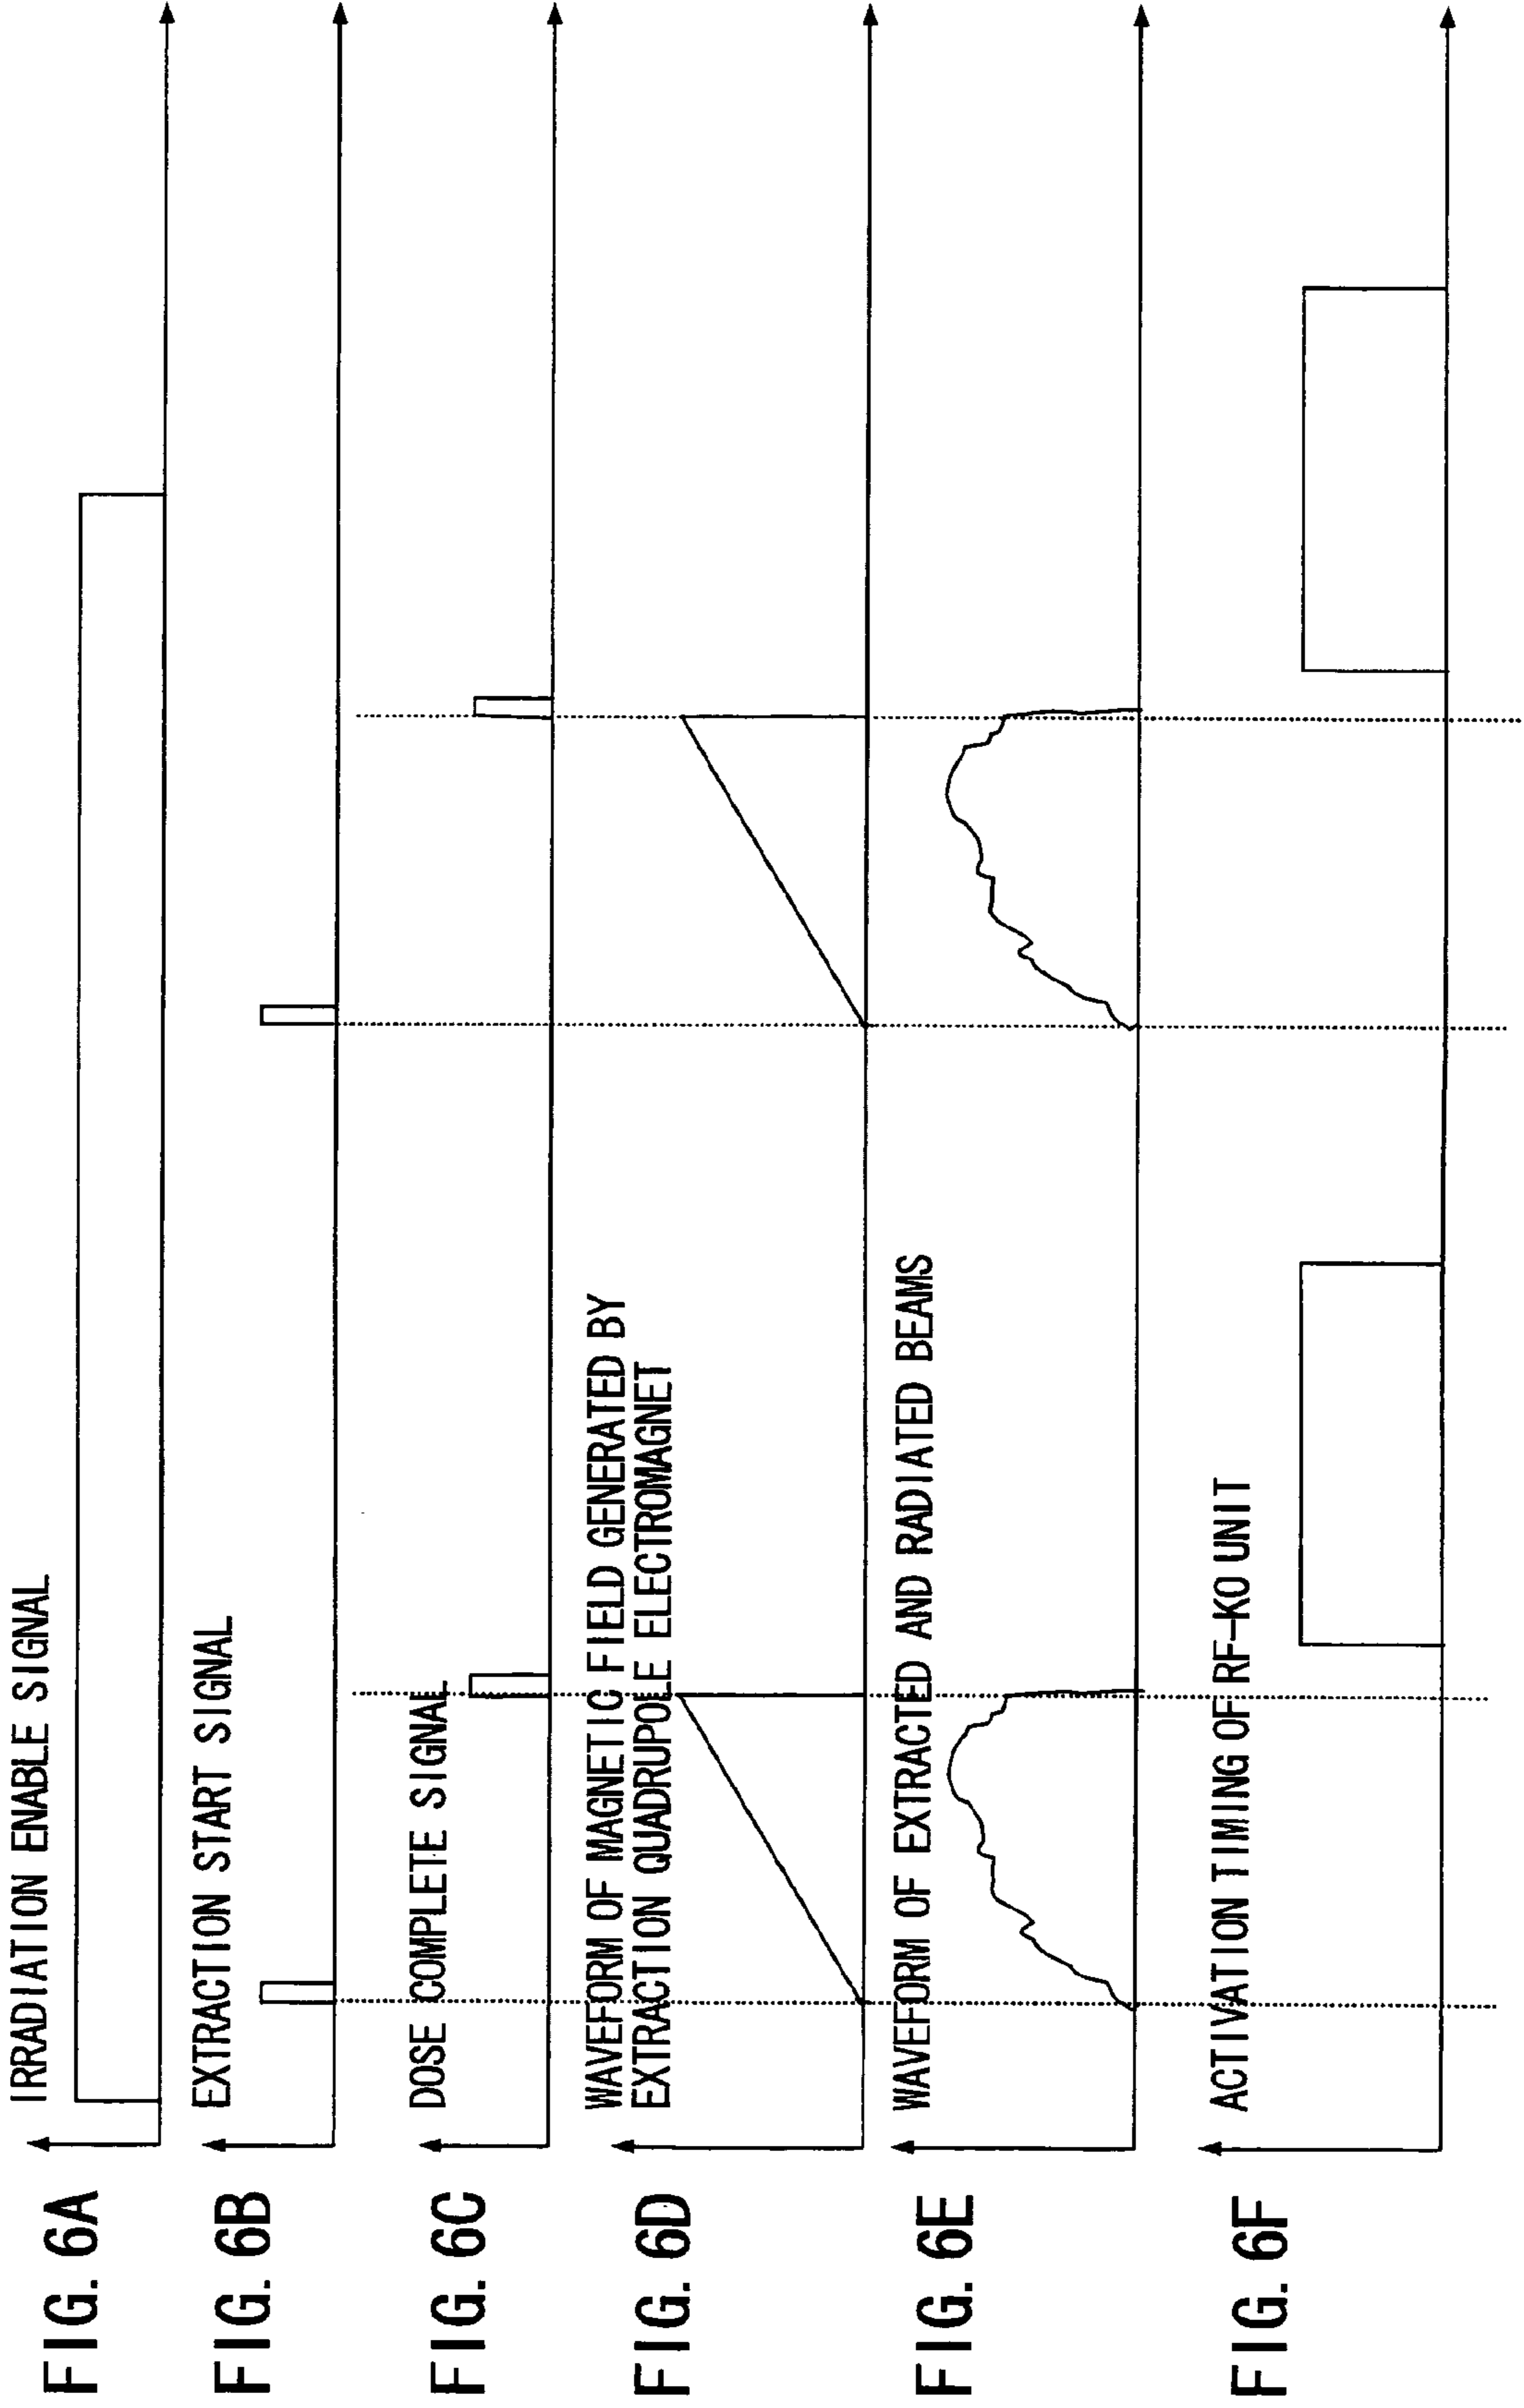 FIG. 6A
IRRADIATION ENABLE SIGNAL
FIG. 6B
EXTRACTION START SIGNAL
FIG. 6C
DOSE COMPLETE SIGNAL
FIG. 6D
WAVEFORM OF MAGNETIC FIELD GENERATED BY
EXTRACTION QUADRUPOLE ELECTROMAGNET
FIG. 6E
WAVEFORM OF EXTRACTED AND RADIATED BEAMS
FIG. 6F
ACTIVATION TIMING OF RF-KO UNIT